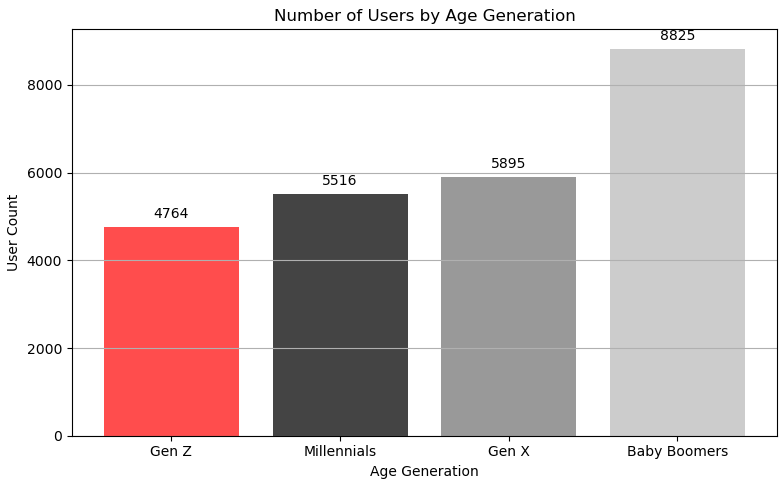 Number of Users by Age Generation
8825
5895
5516
4764
8000
6000
4000
2000
0
User Count
Gen Z
Millennials
Gen X
Baby Boomers
Age Generation